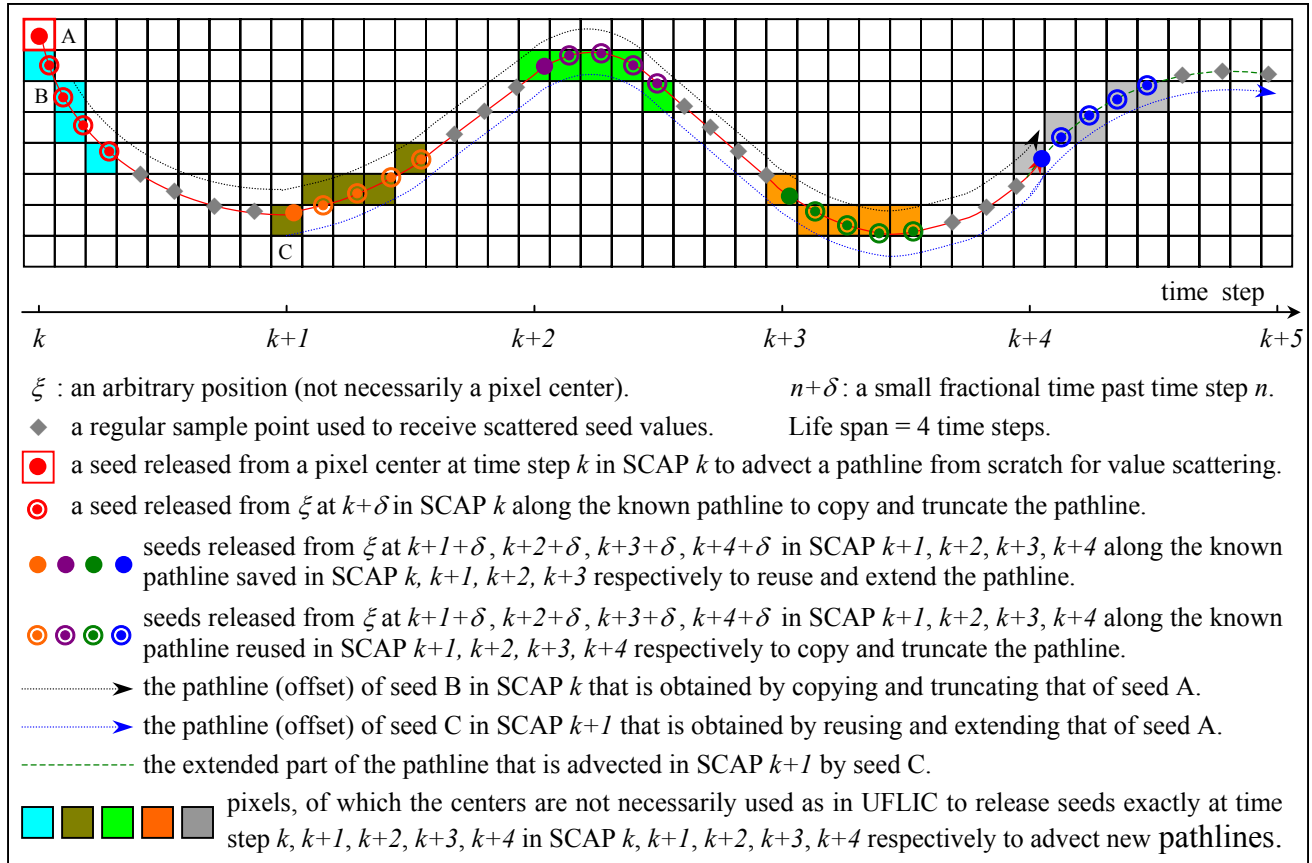 A
B
C
time step
k k+1 k+2 k+3 k+4 k+5
ξ : an arbitrary position (not necessarily a pixel center). n+δ : a small fractional time past time step n.
a regular sample point used to receive scattered seed values. Life span = 4 time steps.
a seed released from a pixel center at time step k in SCAP k to advect a pathline from scratch for value scattering.
a seed released from ξ at k+δ in SCAP k along the known pathline to copy and truncate the pathline.
seeds released from ξ at k+1+δ, k+2+δ, k+3+δ, k+4+δ in SCAP k+1, k+2, k+3, k+4 along the known
pathline saved in SCAP k, k+1, k+2, k+3 respectively to reuse and extend the pathline.
seeds released from ξ at k+1+δ, k+2+δ, k+3+δ, k+4+δ in SCAP k+1, k+2, k+3, k+4 along the known
pathline reused in SCAP k+1, k+2, k+3, k+4 respectively to copy and truncate the pathline.
the pathline (offset) of seed B in SCAP k that is obtained by copying and truncating that of seed A.
the pathline (offset) of seed C in SCAP k+1 that is obtained by reusing and extending that of seed A.
the extended part of the pathline that is advected in SCAP k+1 by seed C.
pixels, of which the centers are not necessarily used as in UFLIC to release seeds exactly at time
step k, k+1, k+2, k+3, k+4 in SCAP k, k+1, k+2, k+3, k+4 respectively to advect new pathlines.